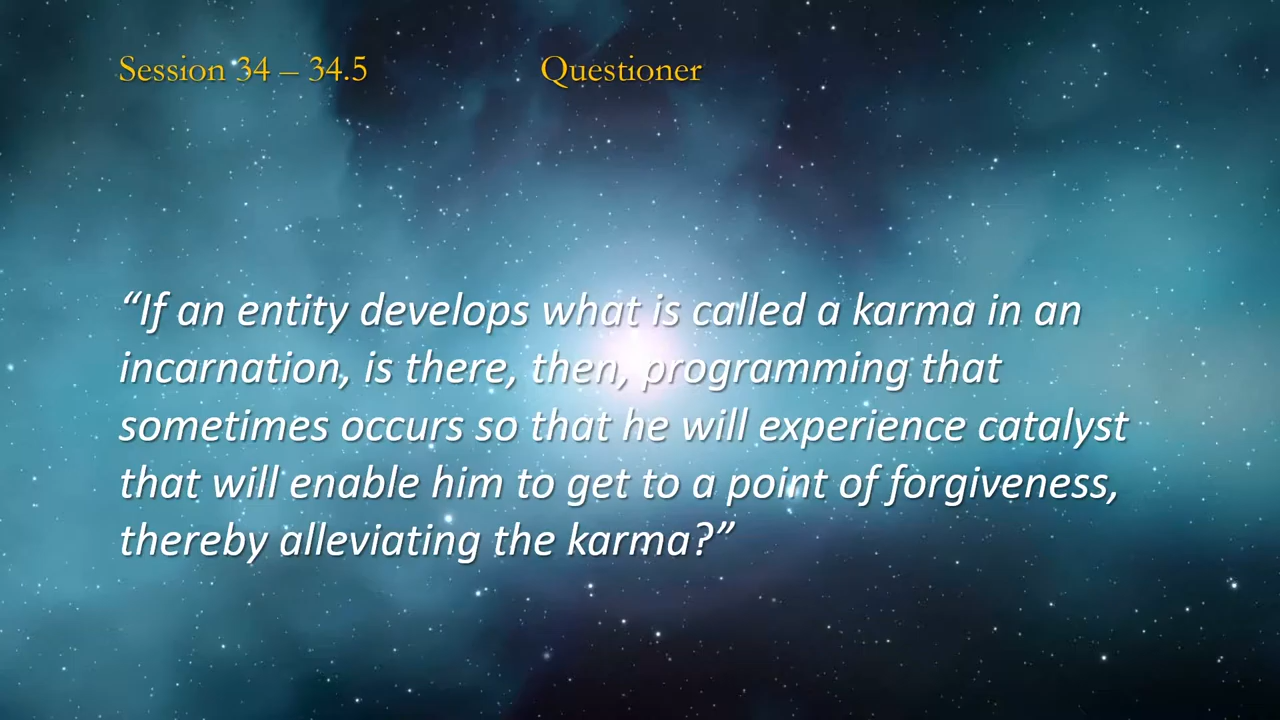 Session 34 – 34.5 Questioner
“If an entity develops what is called a karma in an
incarnation, is there, then, programming that
sometimes occurs so that he will experience catalyst
that will enable him to get to a point of forgiveness,
thereby alleviating the karma?”